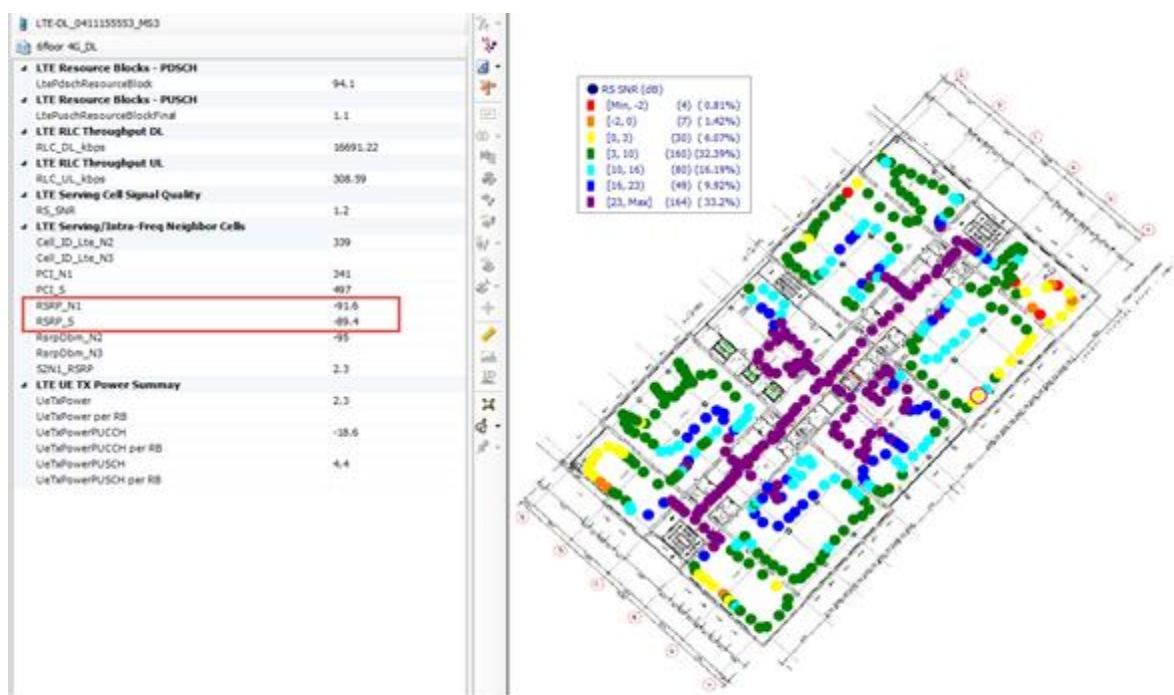 LTE-DL_0411155553_MS3
6floor 4G_DL
LTE Resource Blocks - PDSCH
LtePdschResourceBlock 94.1
LTE Resource Blocks - PUSCH
LtePuschResourceBlockFinal 1.1
LTE RLC Throughput DL
RLC_DL_kbps 16691.22
LTE RLC Throughput UL
RLC_UL_kbps 308.59
LTE Serving Cell Signal Quality
RS_SNR 1.2
LTE Serving/Intra-Freq Neighbor Cells
Cell_ID_Lte_N2 339
Cell_ID_Lte_N3
PCI_N1 341
PCI_S 497
RSRP_N1 -91.6
RSRP_S -89.4
RsrpDbm_N2 -95
RsrpDbm_N3
S2N1_RSRP 2.3
LTE UE TX Power Summay
UeTxPower 2.3
UeTxPower per RB
UeTxPowerPUCCH -18.6
UeTxPowerPUCCH per RB
UeTxPowerPUSCH 4.4
UeTxPowerPUSCH per RB
RS SNR (dB)
[Min, -2) (4) ( 0.81%)
[-2, 0) (7) ( 1.42%)
[0, 3) (30) ( 6.07%)
[3, 10) (160) (32.39%)
[10, 16) (80) (16.19%)
[16, 23) (49) ( 9.92%)
[23, Max] (164) ( 33.2%)